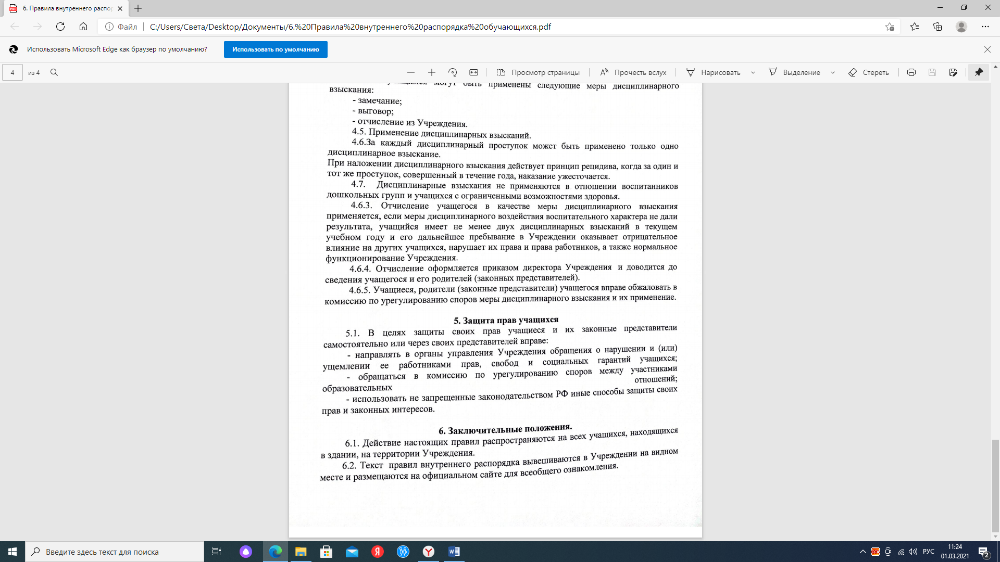 6. Правила внутреннего распор
Файл
C:/Users/Света/Desktop/Документы/6.%20Правила%20внутреннего%20распорядка%20обучающихся.pdf
Использовать Microsoft Edge как браузер по умолчанию?
Использовать по умолчанию
4 из 4
Просмотр страницы
Прочесть вслух
Нарисовать
Выделение
Стереть
могут быть применены следующие меры дисциплинарного
взыскания:
- замечание;
- выговор;
- отчисление из Учреждения.
4.5. Применение дисциплинарных взысканий.
4.6.За каждый дисциплинарный проступок может быть применено только одно
дисциплинарное взыскание.
При наложении дисциплинарного взыскания действует принцип рецидива, когда за один и
тот же проступок, совершенный в течение года, наказание ужесточается.
4.7. Дисциплинарные взыскания не применяются в отношении воспитанников
дошкольных групп и учащихся с ограниченными возможностями здоровья.
4.6.3. Отчисление учащегося в качестве меры дисциплинарного взыскания
применяется, если меры дисциплинарного воздействия воспитательного характера не дали
результата, учащийся имеет не менее двух дисциплинарных взысканий в текущем
учебном году и его дальнейшее пребывание в Учреждении оказывает отрицательное
влияние на других учащихся, нарушает их права и права работников, а также нормальное
функционирование Учреждения.
4.6.4. Отчисление оформляется приказом директора Учреждения и доводится до
сведения учащегося и его родителей (законных представителей).
4.6.5. Учащиеся, родители (законные представители) учащегося вправе обжаловать в
комиссию по урегулированию споров меры дисциплинарного взыскания и их применение.
5. Защита прав учащихся
5.1. В целях защиты своих прав учащиеся и их законные представители
самостоятельно или через своих представителей вправе:
- направлять в органы управления Учреждения обращения о нарушении и (или)
ущемлении ее работниками прав, свобод и социальных гарантий учащихся;
- обращаться в комиссию по урегулированию споров между участниками
образовательных отношений;
- использовать не запрещенные законодательством РФ иные способы защиты своих
прав и законных интересов.
6. Заключительные положения.
6.1. Действие настоящих правил распространяются на всех учащихся, находящихся
в здании, на территории Учреждения.
6.2. Текст правил внутреннего распорядка вывешиваются в Учреждении на видном
месте и размещаются на официальном сайте для всеобщего ознакомления.
Введите здесь текст для поиска
РУС
11:24
01.03.2021
2